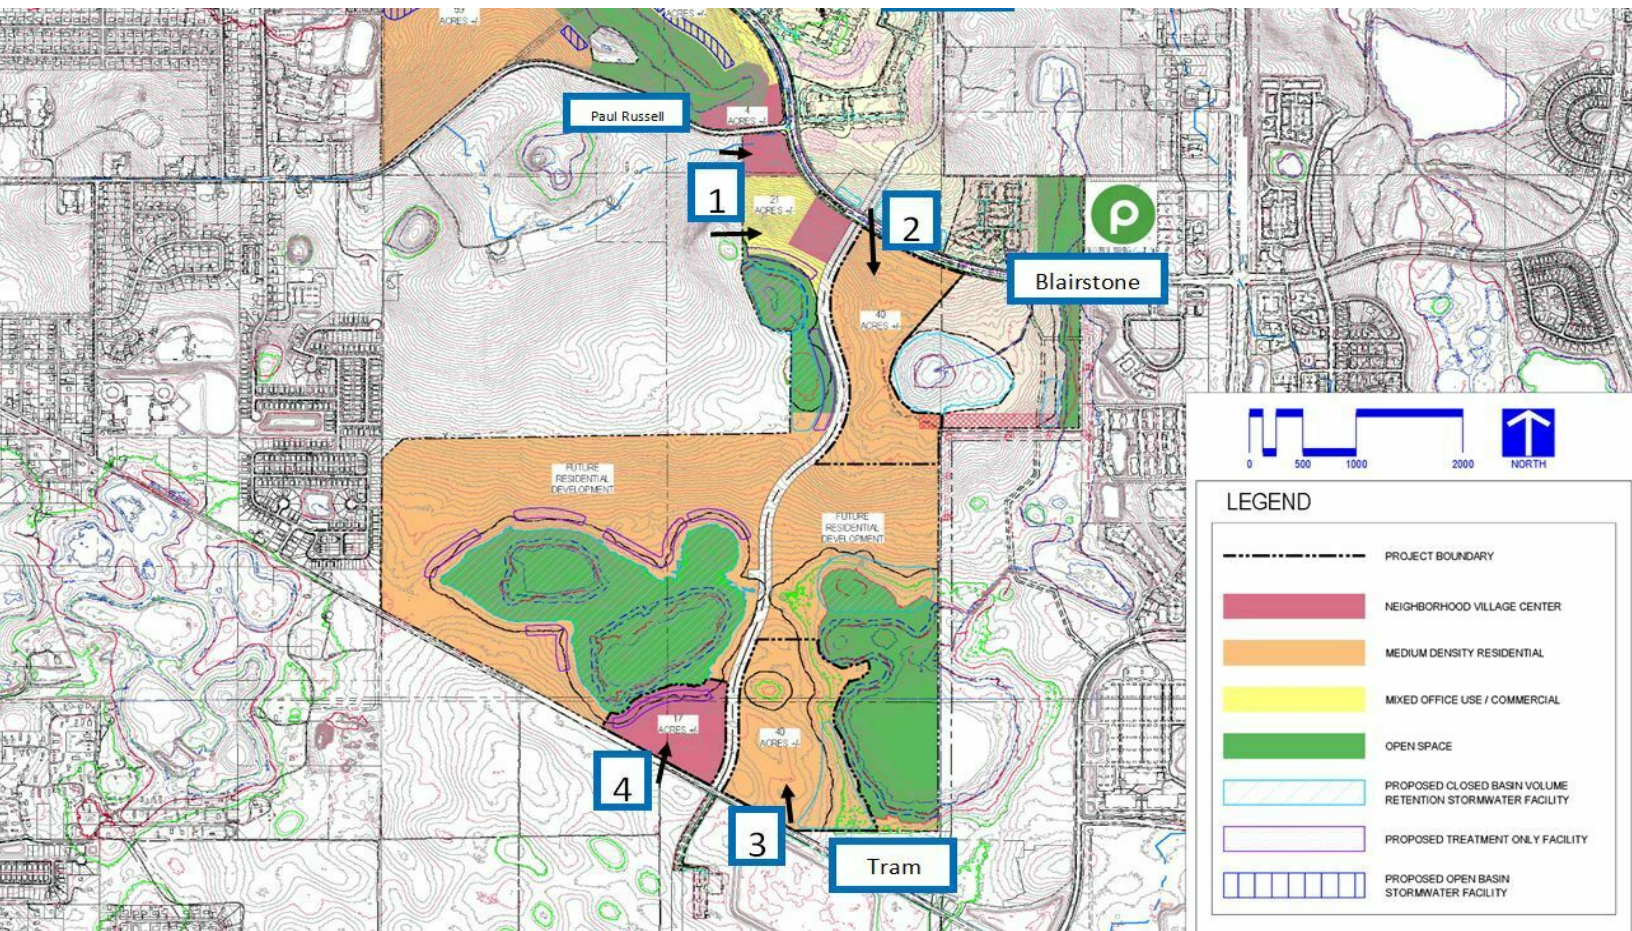 ACRES +/-
Paul Russell
4
ACRES +/-
1
21
ACRES +/-
2
Blairstone
40
ACRES +/-
FUTURE
RESIDENTIAL
DEVELOPMENT
FUTURE
RESIDENTIAL
DEVELOPMENT
17
ACRES +/-
40
ACRES +/-
4
3
Tram
0
500
1000
2000
NORTH
LEGEND
PROJECT BOUNDARY
NEIGHBORHOOD VILLAGE CENTER
MEDIUM DENSITY RESIDENTIAL
MIXED OFFICE USE / COMMERCIAL
OPEN SPACE
PROPOSED CLOSED BASIN VOLUME
RETENTION STORMWATER FACILITY
PROPOSED TREATMENT ONLY FACILITY
PROPOSED OPEN BASIN
STORMWATER FACILITY